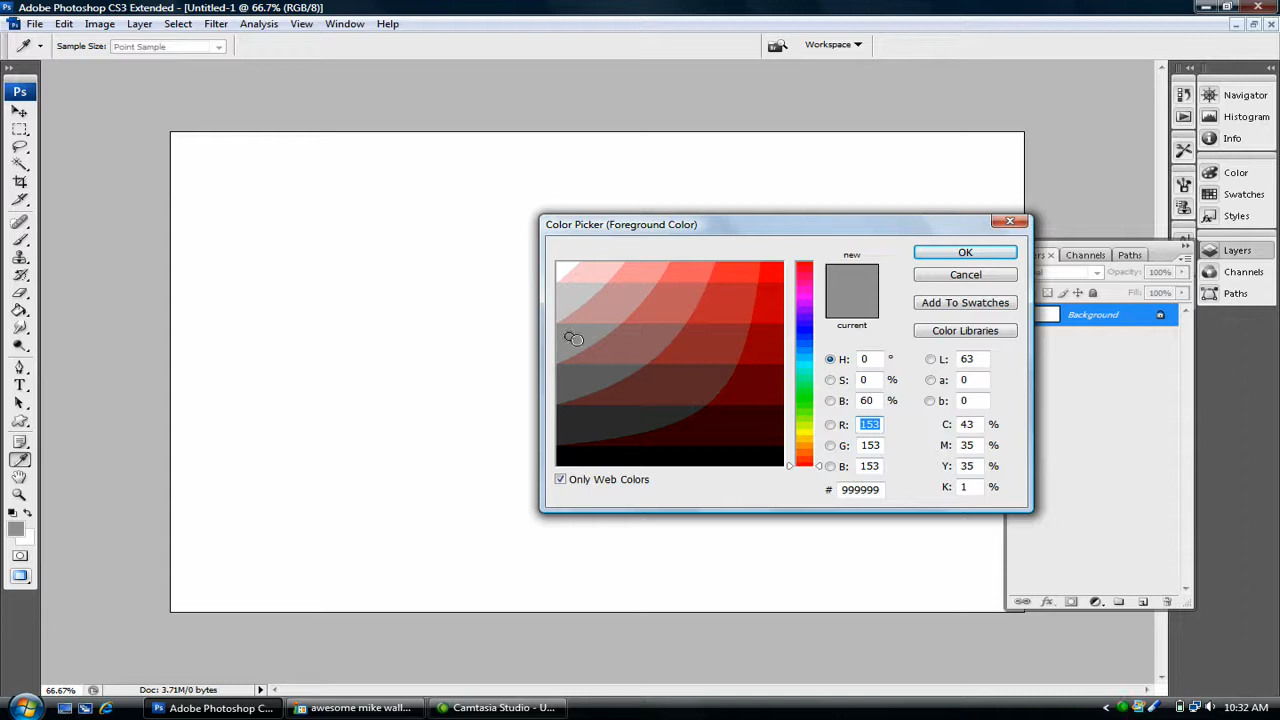 Adobe Photoshop CS3 Extended - [Untitled-1 @ 66.7% (RGB/8)]
Ps File Edit Image Layer Select Filter Analysis View Window Help
Sample Size: Point Sample Workspace
Ps
Navigator
Histogram
Info
Color
Swatches
Styles
Layers
Channels
Paths
Color Picker (Foreground Color)
new
current
OK
Cancel
Add To Swatches
Color Libraries
H: 0 °
S: 0 %
B: 60 %
R: 153
G: 153
B: 153
# 999999
L: 63
a: 0
b: 0
C: 43 %
M: 35 %
Y: 35 %
K: 1 %
Only Web Colors
Channels Paths
Opacity: 100%
Fill: 100%
Background
66.67% Doc: 3.71M/0 bytes
Adobe Photoshop C... awesome mike wall... Camtasia Studio - U... 10:32 AM